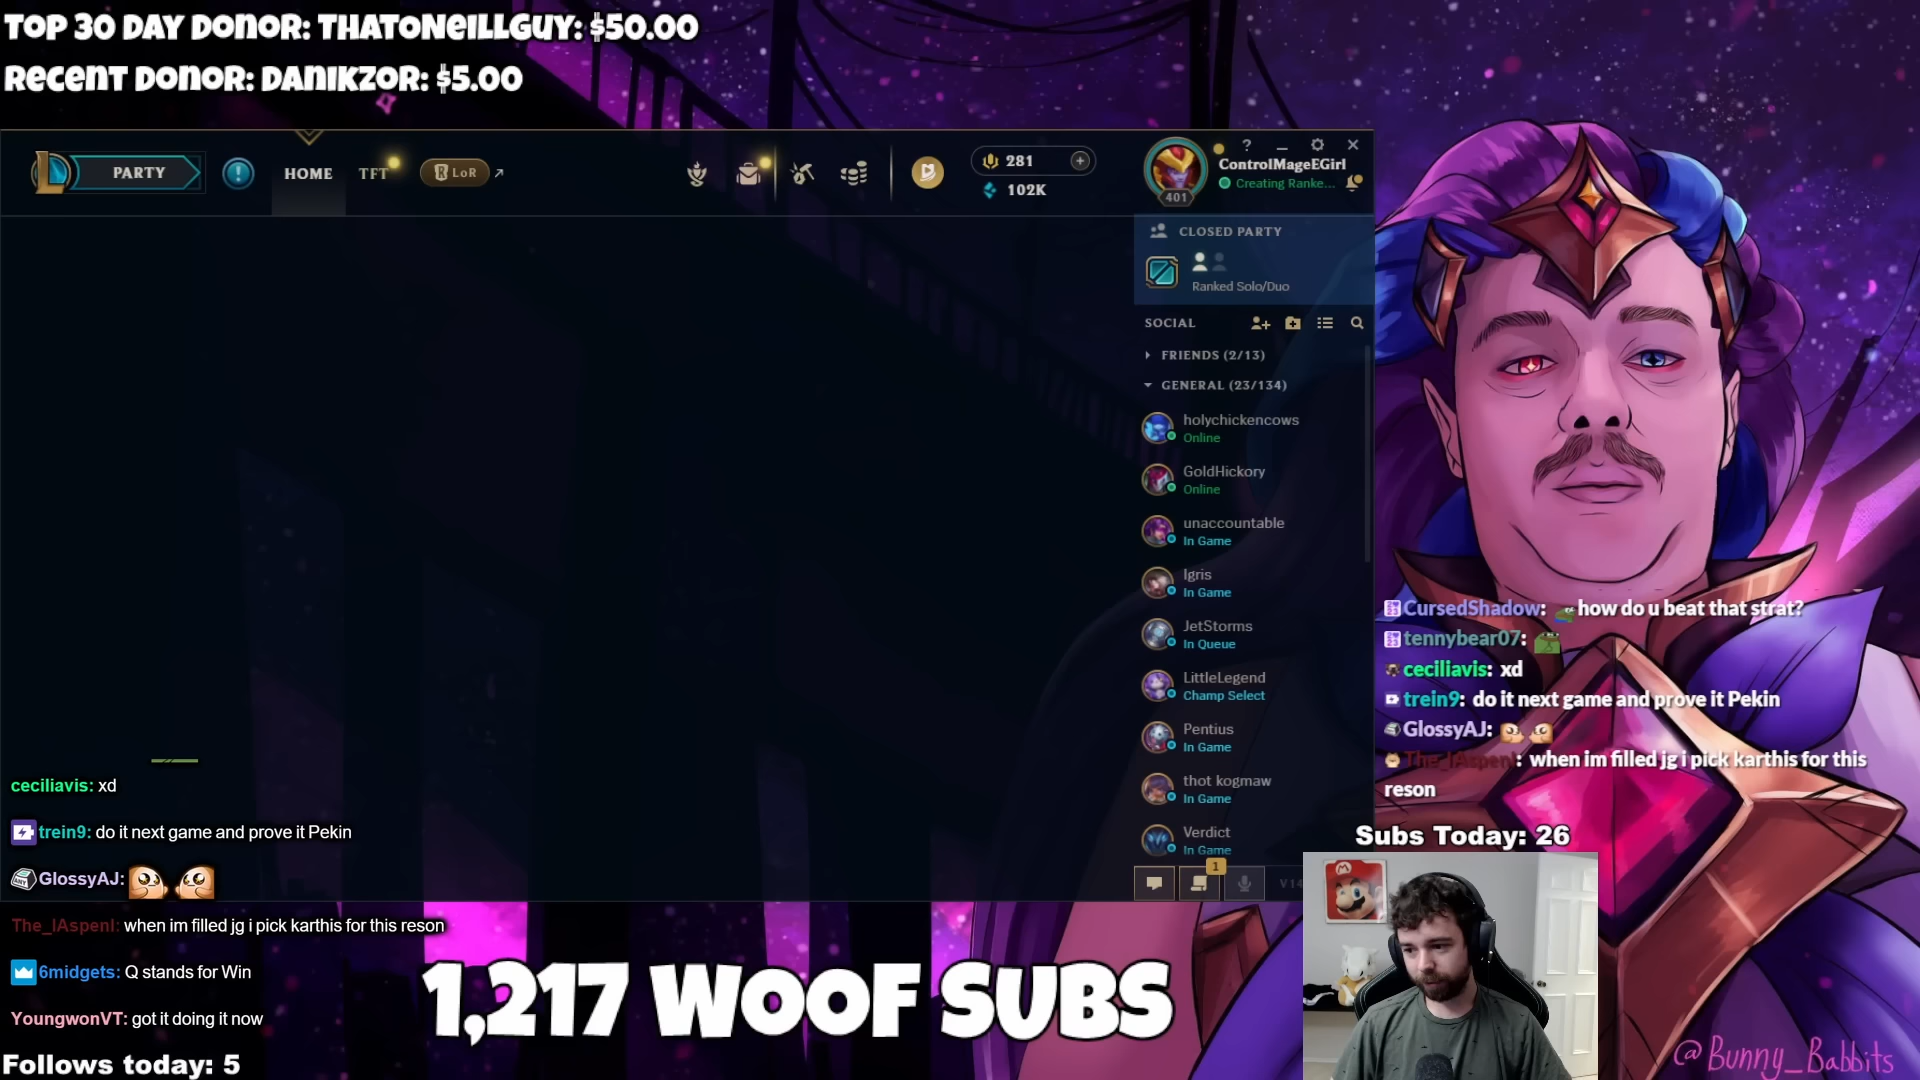 TOP 30 DAY DONOR: THATONEILLGUY: $50.00
RECENT DONOR: DANIKZOR: $5.00
PARTY
HOME
TFT
LoR
281
102K
?
401
ControlMageEGirl
Creating Ranke...
CLOSED PARTY
Ranked Solo/Duo
SOCIAL
FRIENDS (2/13)
GENERAL (23/134)
holychickencows
Online
GoldHickory
Online
unaccountable
In Game
Igris
In Game
JetStorms
In Queue
LittleLegend
Champ Select
Pentius
In Game
thot kogmaw
In Game
Verdict
In Game
1
V14
CursedShadow: how do u beat that strat?
tennybear07:
ceciliavis: xd
trein9: do it next game and prove it Pekin
GlossyAJ:
The_lAspenl: when im filled jg i pick karthis for this
reson
Subs Today: 26
ceciliavis: xd
trein9: do it next game and prove it Pekin
GlossyAJ:
The_lAspenl: when im filled jg i pick karthis for this reson
6midgets: Q stands for Win
YoungwonVT: got it doing it now
Follows today: 5
1,217 WOOF SUBS
@Bunny_Babbits